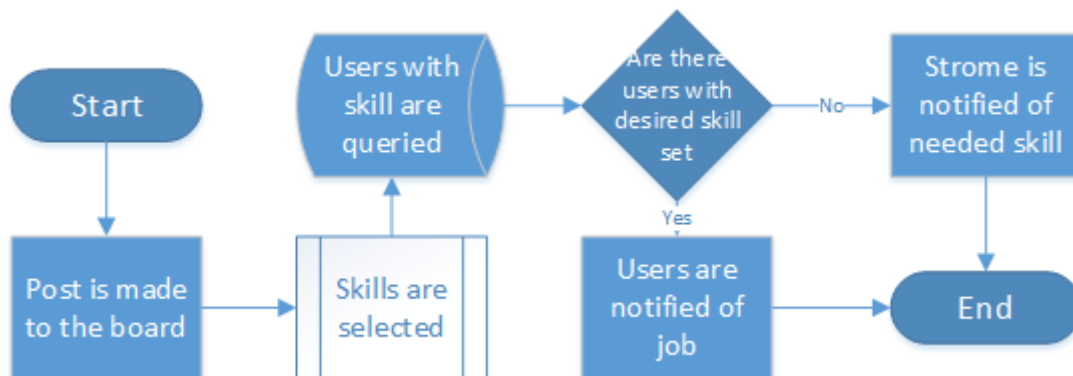 Start
Post is made
to the board
Skills are
selected
Users with
skill are
queried
Are there
users with
desired skill
set
No
Strome is
notified of
needed skill
Yes
Users are
notified of
job
End